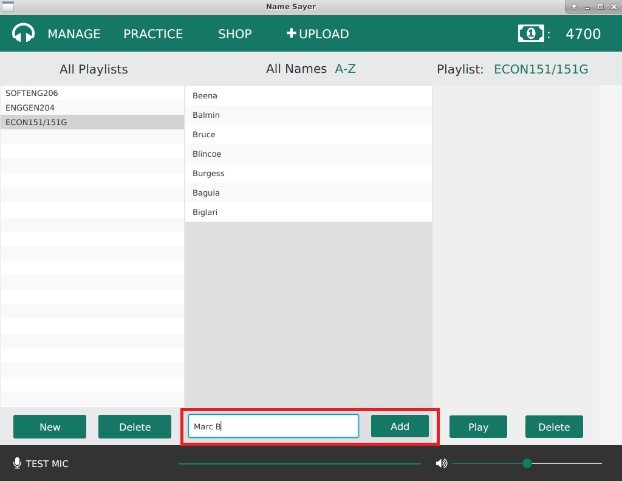 Name Sayer
MANAGE PRACTICE SHOP +UPLOAD 1 : 4700
All Playlists All Names A-Z Playlist: ECON151/151G
SOFTENG206
ENGGEN204
ECON151/151G
Beena
Balmin
Bruce
Blincoe
Burgess
Baguia
Biglari
New Delete Marc B Add Play Delete
TEST MIC